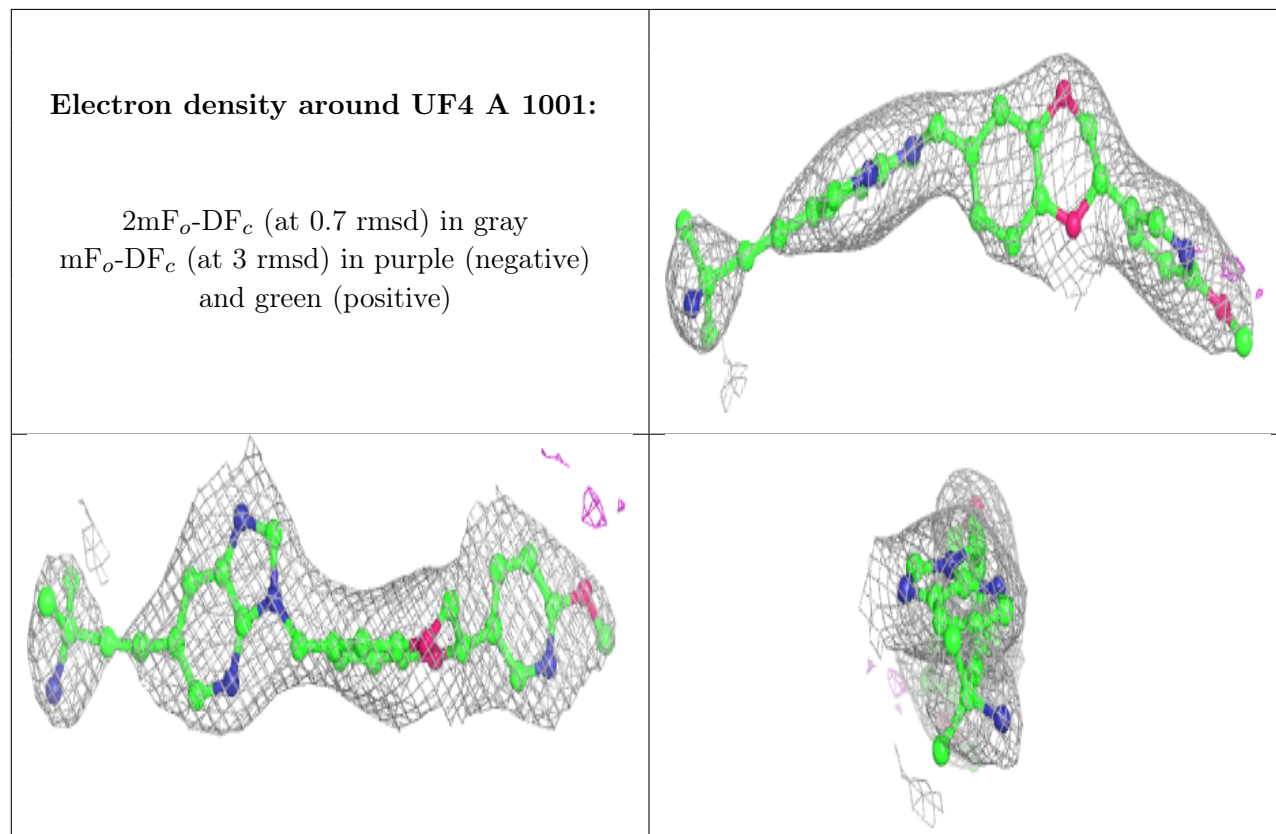 Electron density around UF4 A 1001:
2mFo-DFc (at 0.7 rmsd) in gray
mFo-DFc (at 3 rmsd) in purple (negative)
and green (positive)